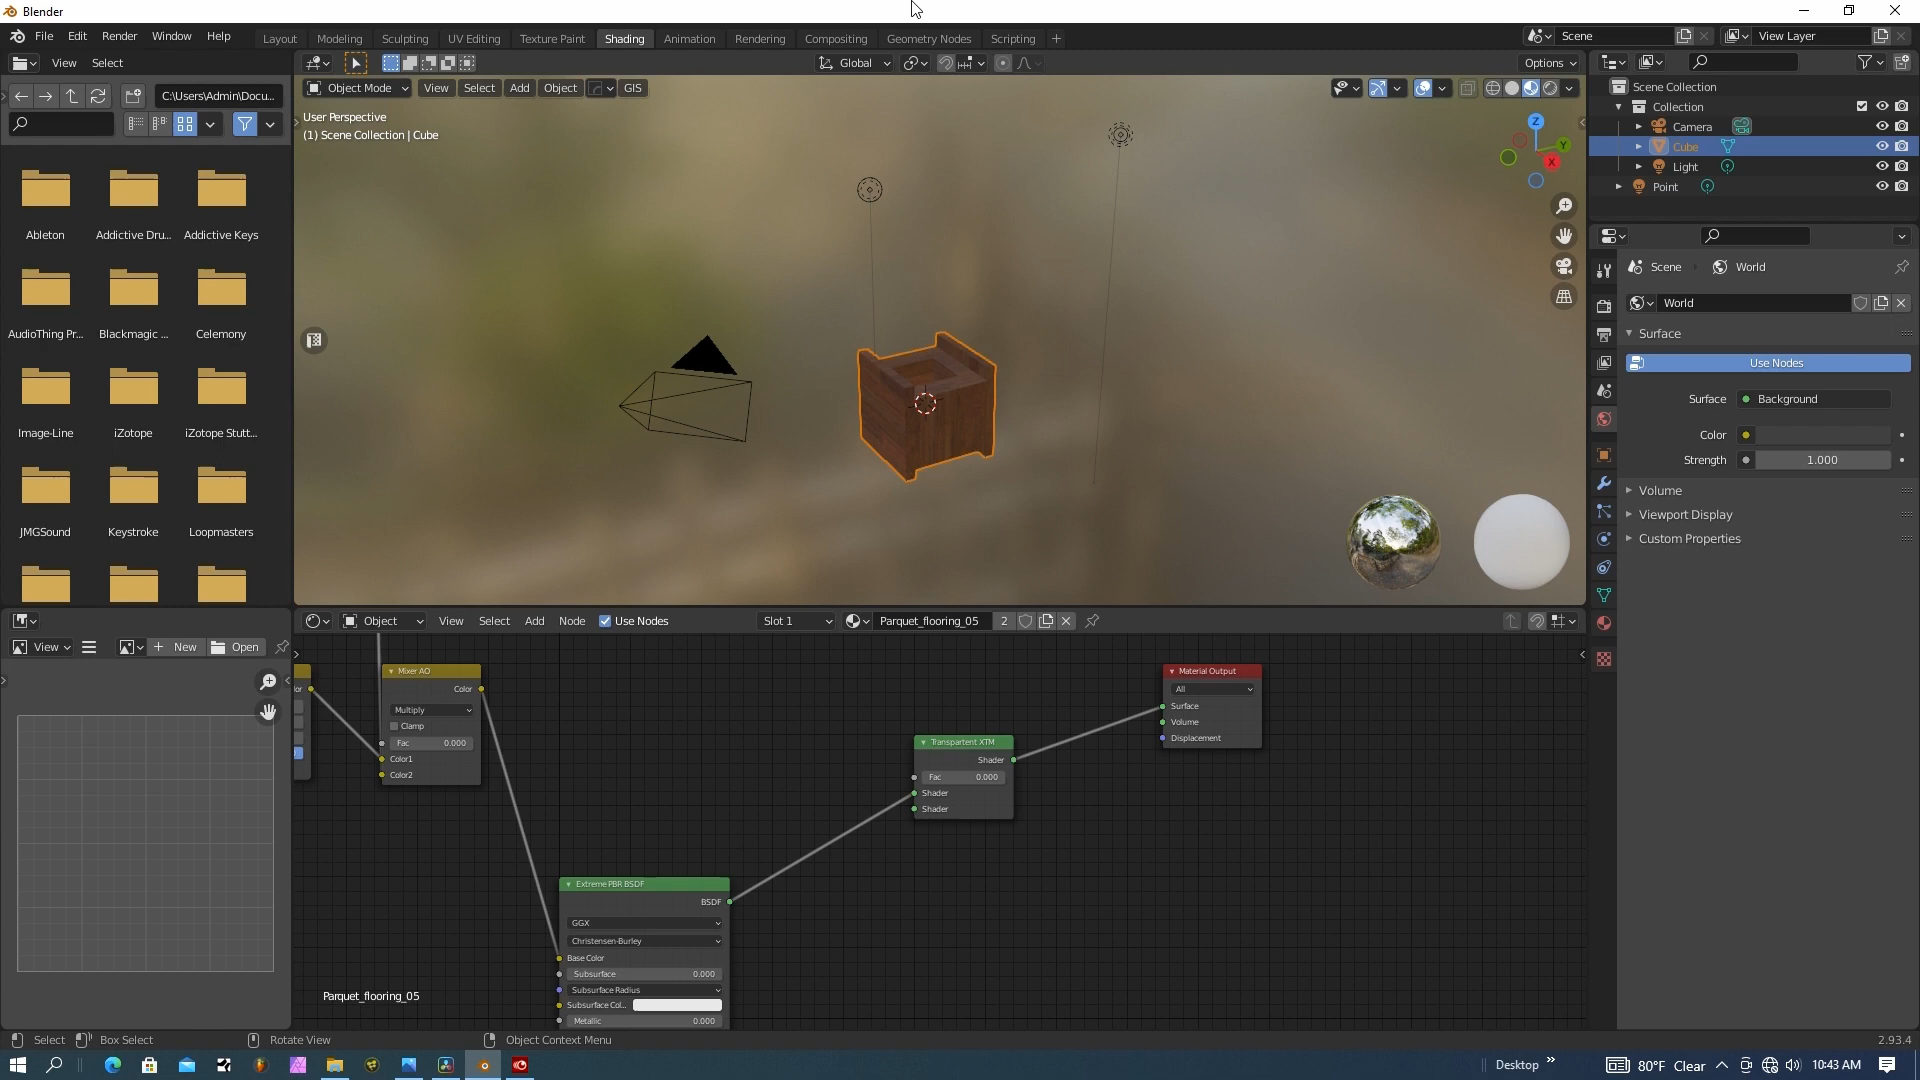 Blender
File Edit Render Window Help
Layout Modeling Sculpting UV Editing Texture Paint Shading Animation Rendering Compositing Geometry Nodes Scripting +
Scene
View Layer
View Select
Global
Options
C:\Users\Admin\Docu...
Object Mode View Select Add Object GIS
User Perspective
(1) Scene Collection | Cube
Z
Y
X
Ableton Addictive Dru... Addictive Keys
AudioThing Pr... Blackmagic ... Celemony
Image-Line iZotope iZotope Stutt...
JMGSound Keystroke Loopmasters
Scene Collection
Collection
Camera
Cube
Light
Point
Scene World
World
Surface
Use Nodes
Surface Background
Color
Strength 1.000
Volume
Viewport Display
Custom Properties
View New Open
Object View Select Add Node Use Nodes Slot 1 Parquet_flooring_05 2
lor
Mixer AO
Color
Multiply
Clamp
Fac 0.000
Color1
Color2
Extreme PBR BSDF
BSDF
GGX
Christensen-Burley
Base Color
Subsurface 0.000
Subsurface Radius
Subsurface Col...
Metallic 0.000
Transpartent XTM
Shader
Fac 0.000
Shader
Shader
Material Output
All
Surface
Volume
Displacement
Parquet_flooring_05
Select Box Select Rotate View Object Context Menu 2.93.4
Desktop » 80°F Clear 10:43 AM